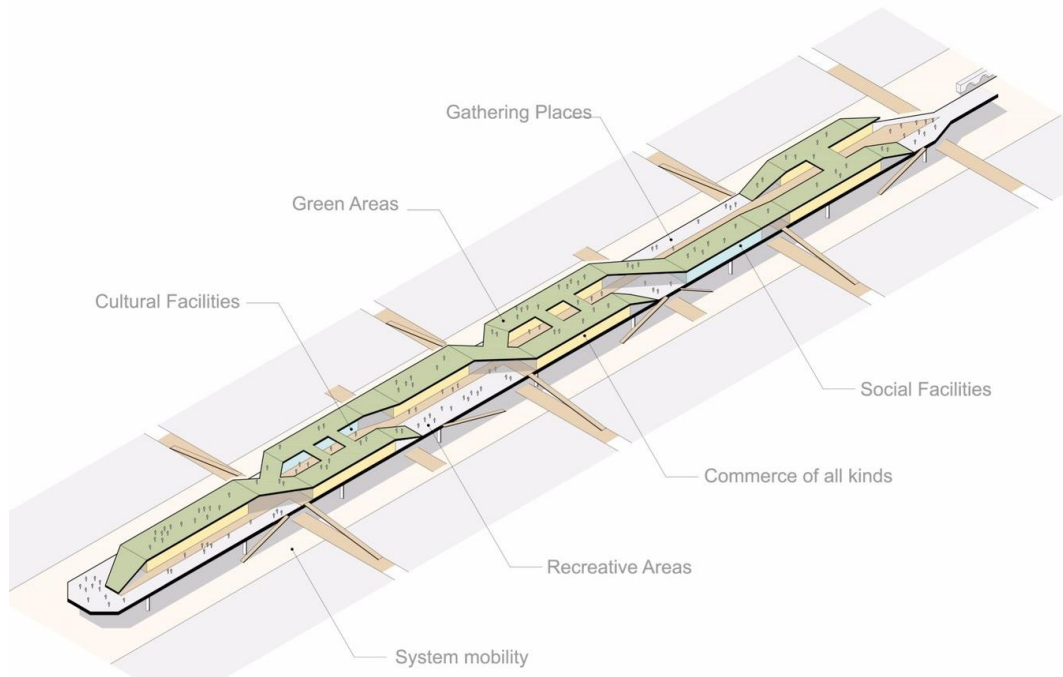 Gathering Places
Green Areas
Cultural Facilities
Social Facilities
Commerce of all kinds
Recreative Areas
System mobility